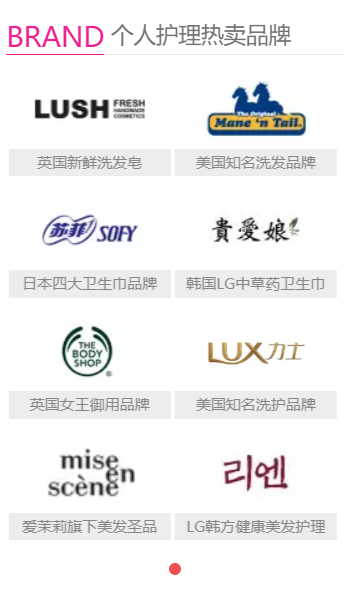 BRAND 个人护理热卖品牌
LUSH FRESH HANDMADE COSMETICS
The Original Mane 'n Tail.
英国新鲜洗发皂
美国知名洗发品牌
苏菲 SOFY
貴愛娘
日本四大卫生巾品牌
韩国LG中草药卫生巾
THE BODY SHOP ®
LUX力士
英国女王御用品牌
美国知名洗护品牌
mise en scène
리엔
爱茉莉旗下美发圣品
LG韩方健康美发护理